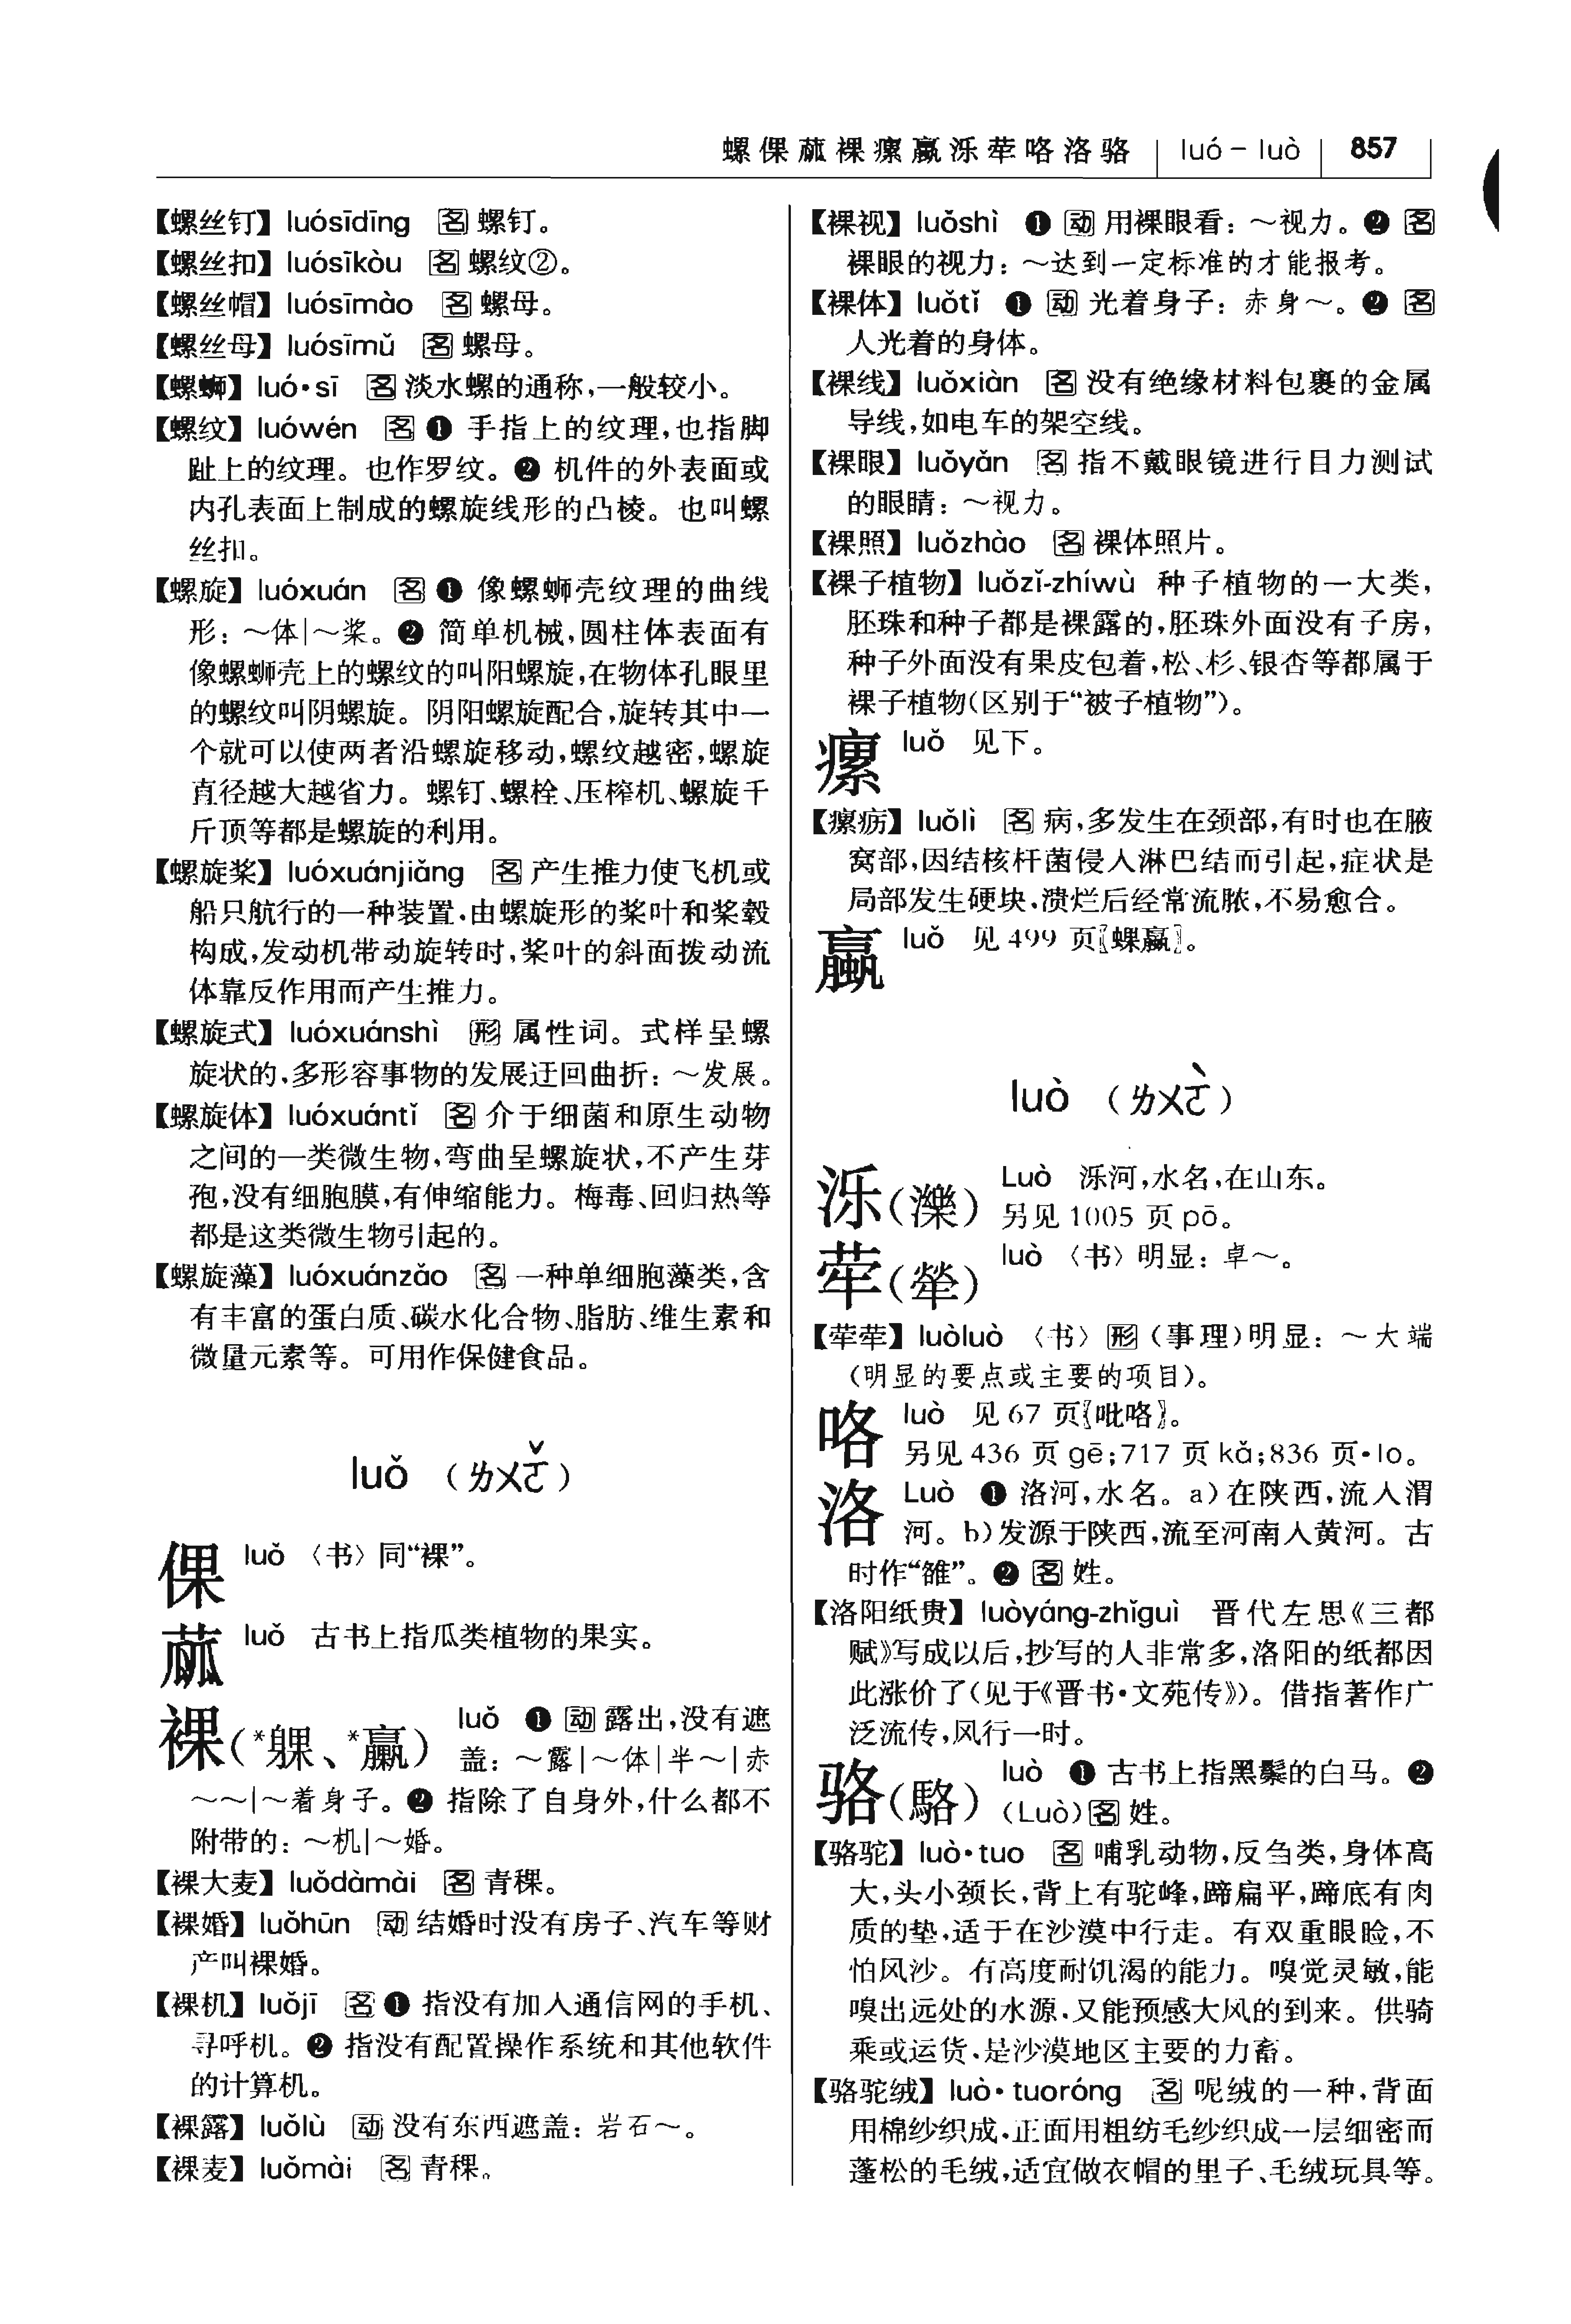 螺倮蓏裸瘰蠃泺荦咯洛骆 luó－luò 857
【螺丝钉】luósīdīng 名 螺钉。
【螺丝扣】luósīkòu 名 螺纹②。
【螺丝帽】luósīmào 名 螺母。
【螺丝母】luósīmǔ 名 螺母。
【螺蛳】luó•sī 名 淡水螺的通称，一般较小。
【螺纹】luówén 名 ❶ 手指上的纹理，也指脚
趾上的纹理。也作罗纹。❷ 机件的外表面或
内孔表面上制成的螺旋线形的凸棱。也叫螺
丝扣。
【螺旋】luóxuán 名 ❶ 像螺蛳壳纹理的曲线
形：～体|～桨。❷ 简单机械，圆柱体表面有
像螺蛳壳上的螺纹的叫阳螺旋，在物体孔眼里
的螺纹叫阴螺旋。阴阳螺旋配合，旋转其中一
个就可以使两者沿螺旋移动，螺纹越密，螺旋
直径越大越省力。螺钉、螺栓、压榨机、螺旋千
斤顶等都是螺旋的利用。
【螺旋桨】luóxuánjiǎng 名 产生推力使飞机或
船只航行的一种装置，由螺旋形的桨叶和桨毂
构成，发动机带动旋转时，桨叶的斜面拨动流
体靠反作用而产生推力。
【螺旋式】luóxuánshì 形 属性词。式样呈螺
旋状的，多形容事物的发展迂回曲折：～发展。
【螺旋体】luóxuántǐ 名 介于细菌和原生动物
之间的一类微生物，弯曲呈螺旋状，不产生芽
孢，没有细胞膜，有伸缩能力。梅毒、回归热等
都是这类微生物引起的。
【螺旋藻】luóxuánzǎo 名 一种单细胞藻类，含
有丰富的蛋白质、碳水化合物、脂肪、维生素和
微量元素等。可用作保健食品。
luǒ （ㄌㄨㄛˇ）
倮 luǒ 〈书〉同“裸”。
蓏 luǒ 古书上指瓜类植物的果实。
裸（*躶、*臝） luǒ ❶ 动 露出，没有遮
盖：～露|～体|半～|赤
～～|～着身子。❷ 指除了自身外，什么都不
附带的：～机|～婚。
【裸大麦】luǒdàmài 名 青稞。
【裸婚】luǒhūn 动 结婚时没有房子、汽车等财
产叫裸婚。
【裸机】luǒjī 名 ❶ 指没有加入通信网的手机、
寻呼机。❷ 指没有配置操作系统和其他软件
的计算机。
【裸露】luǒlù 动 没有东西遮盖：岩石～。
【裸麦】luǒmài 名 青稞。
【裸视】luǒshì ❶ 动 用裸眼看：～视力。❷ 名
裸眼的视力：～达到一定标准的才能报考。
【裸体】luǒtǐ ❶ 动 光着身子：赤身～。❷ 名
人光着的身体。
【裸线】luǒxiàn 名 没有绝缘材料包裹的金属
导线，如电车的架空线。
【裸眼】luǒyǎn 名 指不戴眼镜进行目力测试
的眼睛：～视力。
【裸照】luǒzhào 名 裸体照片。
【裸子植物】luǒzǐ-zhíwù 种子植物的一大类，
胚珠和种子都是裸露的，胚珠外面没有子房，
种子外面没有果皮包着，松、杉、银杏等都属于
裸子植物（区别于“被子植物”）。
瘰 luǒ 见下。
【瘰疬】luǒlì 名 病，多发生在颈部，有时也在腋
窝部，因结核杆菌侵入淋巴结而引起，症状是
局部发生硬块，溃烂后经常流脓，不易愈合。
蠃 luǒ 见 499 页〖蜾蠃〗。
luò （ㄌㄨㄛˋ）
泺（濼） Luò 泺河，水名，在山东。
另见 1005 页 pō。
荦（犖） luò 〈书〉明显：卓～。
【荦荦】luòluò 〈书〉形（事理）明显：～大端
（明显的要点或主要的项目）。
咯 luò 见 67 页〖吡咯〗。
另见 436 页 gē；717 页 kǎ；836 页•lo。
洛 Luò ❶ 洛河，水名。a）在陕西，流入渭
河。b）发源于陕西，流至河南入黄河。古
时作“雒”。❷ 名 姓。
【洛阳纸贵】luòyáng-zhǐguì 晋代左思《三都
赋》写成以后，抄写的人非常多，洛阳的纸都因
此涨价了（见于《晋书•文苑传》）。借指著作广
泛流传，风行一时。
骆（駱） luò ❶ 古书上指黑鬃的白马。❷
（Luò）名 姓。
【骆驼】luò•tuo 名 哺乳动物，反刍类，身体高
大，头小颈长，背上有驼峰，蹄扁平，蹄底有肉
质的垫，适于在沙漠中行走。有双重眼睑，不
怕风沙。有高度耐饥渴的能力。嗅觉灵敏，能
嗅出远处的水源，又能预感大风的到来。供骑
乘或运货，是沙漠地区主要的力畜。
【骆驼绒】luò•tuoróng 名 呢绒的一种，背面
用棉纱织成，正面用粗纺毛纱织成一层细密而
蓬松的毛绒，适宜做衣帽的里子、毛绒玩具等。